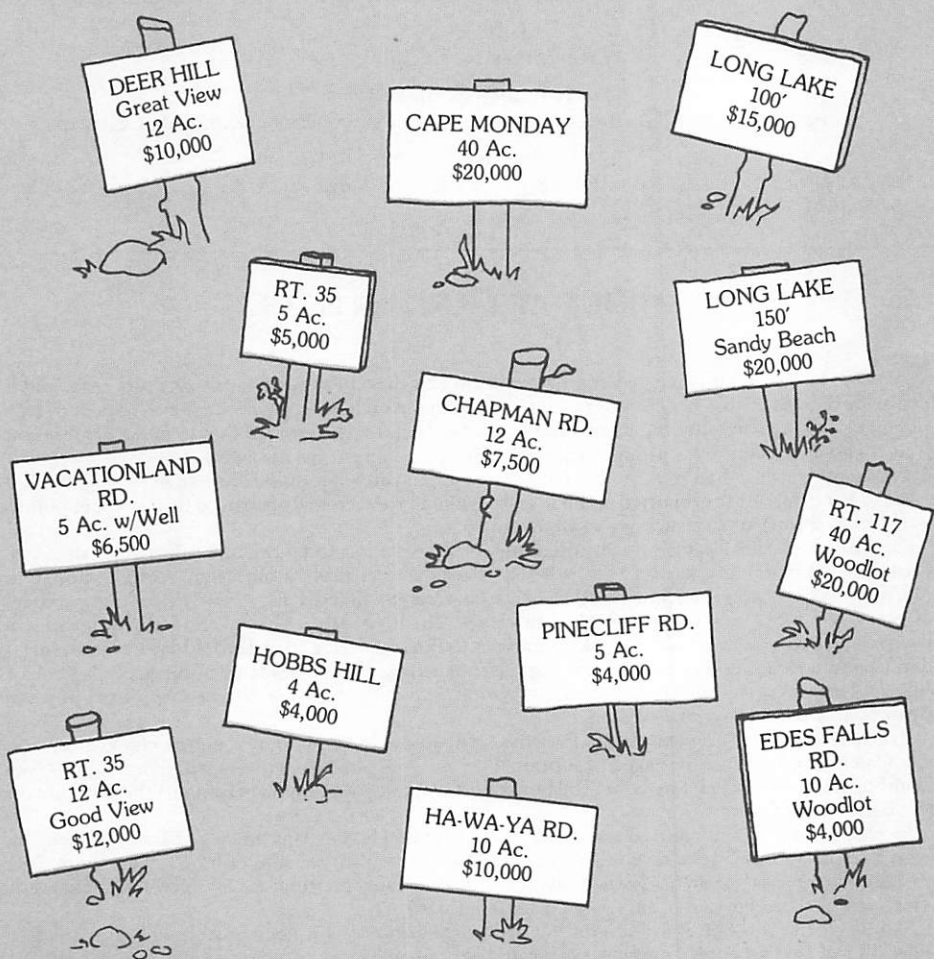 DEER HILL
Great View
12 Ac.
$10,000
CAPE MONDAY
40 Ac.
$20,000
LONG LAKE
100'
$15,000
RT. 35
5 Ac.
$5,000
LONG LAKE
150'
Sandy Beach
$20,000
CHAPMAN RD.
12 Ac.
$7,500
VACATIONLAND
RD.
5 Ac. w/Well
$6,500
RT. 117
40 Ac.
Woodlot
$20,000
PINECLIFF RD.
5 Ac.
$4,000
HOBBS HILL
4 Ac.
$4,000
EDES FALLS
RD.
10 Ac.
Woodlot
$4,000
RT. 35
12 Ac.
Good View
$12,000
HA-WA-YA RD.
10 Ac.
$10,000